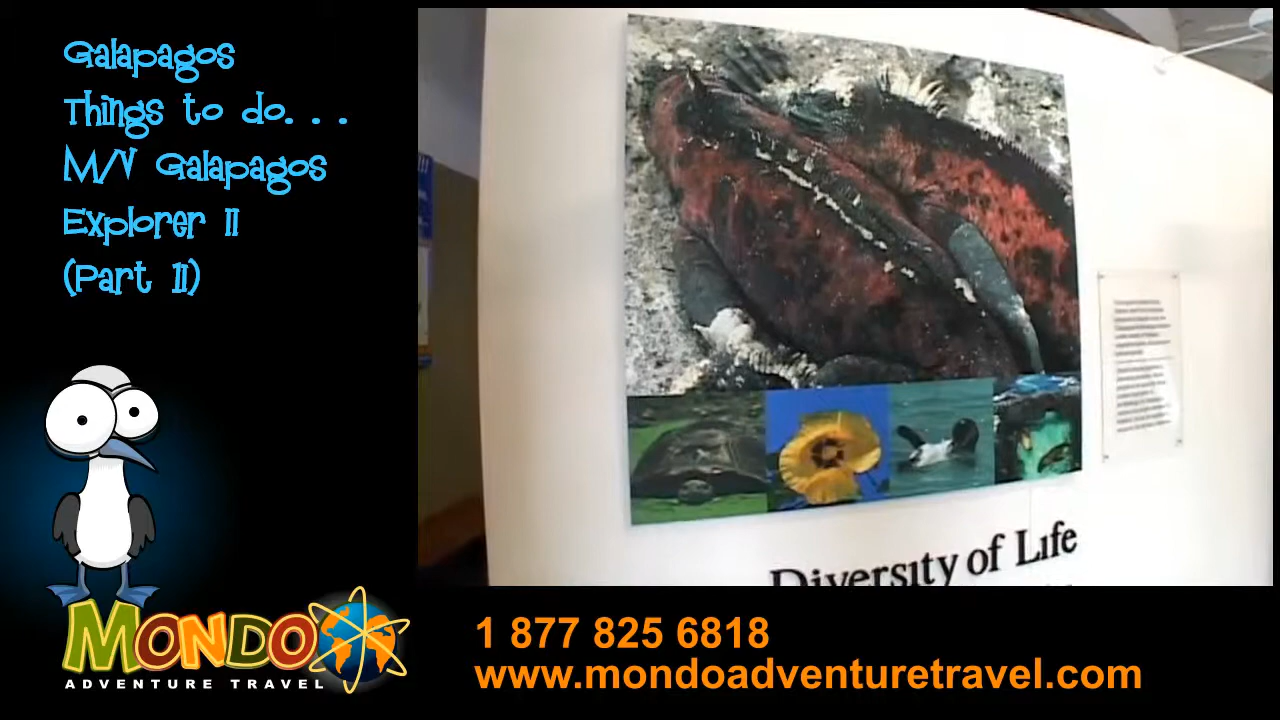 Galapagos
Things to do. . .
M/V Galapagos
Explorer II
(Part II)
Diversity of Life
MONDO
ADVENTURE TRAVEL
1 877 825 6818
www.mondoadventuretravel.com